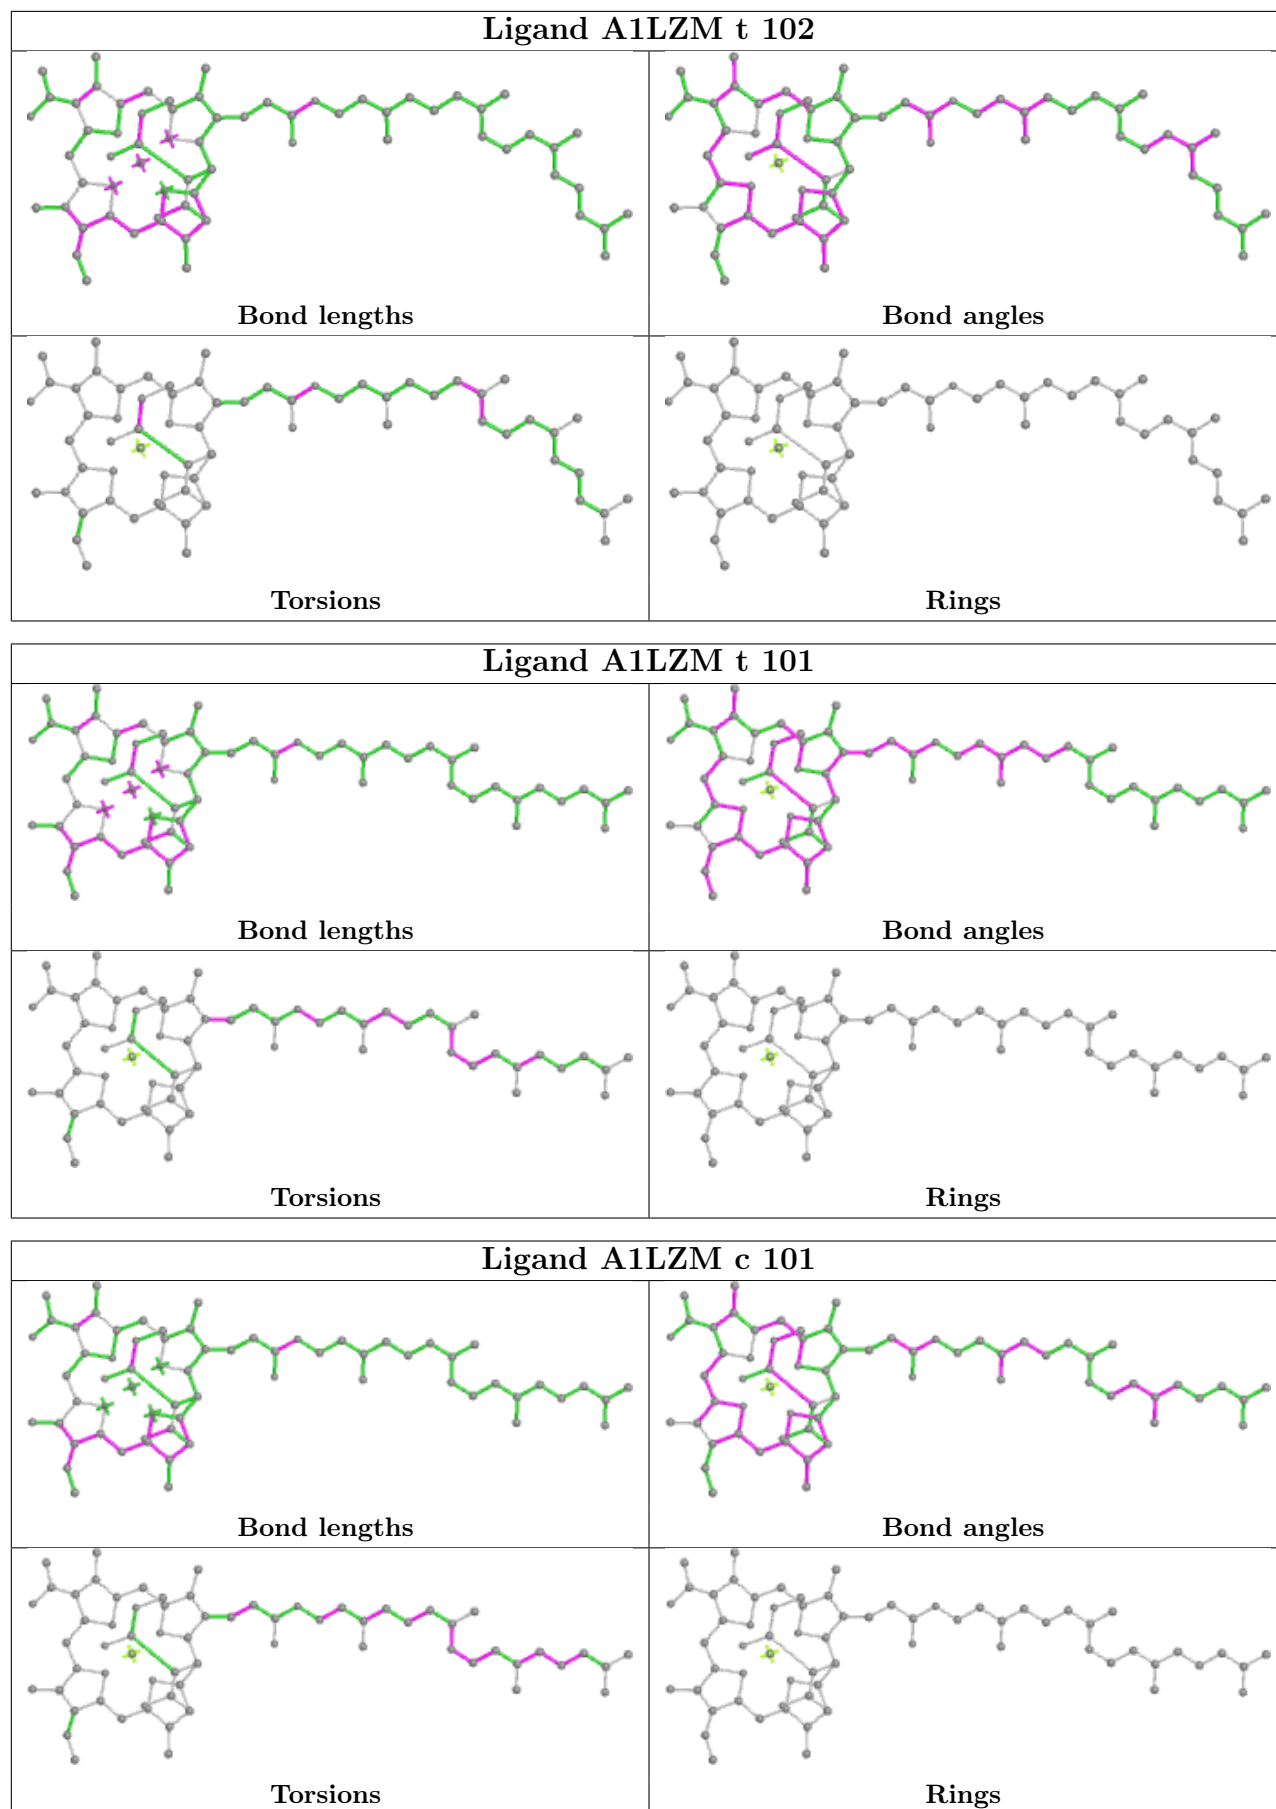 Ligand A1LZM t 102
Bond lengths
Bond angles
Torsions
Rings
Ligand A1LZM t 101
Bond lengths
Bond angles
Torsions
Rings
Ligand A1LZM c 101
Bond lengths
Bond angles
Torsions
Rings